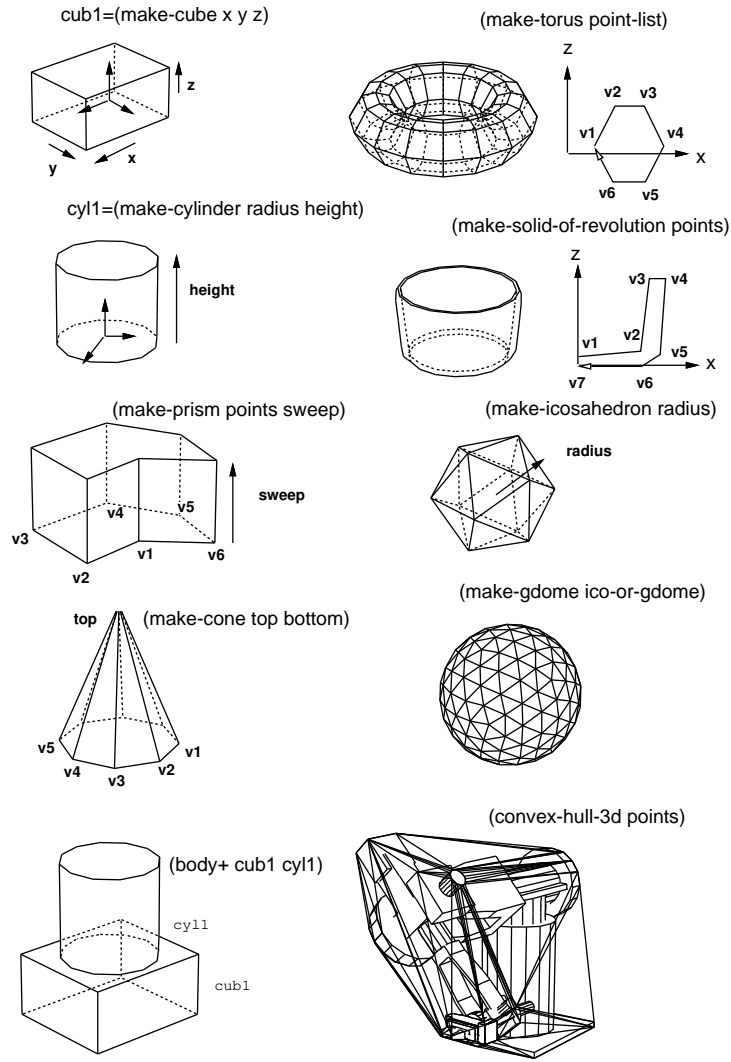 cub1=(make-cube x y z)
z
y
x
(make-torus point-list)
Z
v2
v3
v1
v4
X
v6
v5
cyl1=(make-cylinder radius height)
height
(make-solid-of-revolution points)
Z
v3
v4
v1
v2
v5
X
v7
v6
(make-prism points sweep)
sweep
v4
v5
v3
v1
v6
v2
(make-icosahedron radius)
radius
top
(make-cone top bottom)
v5
v1
v4
v2
v3
(make-gdome ico-or-gdome)
(body+ cub1 cyl1)
cyl1
cub1
(convex-hull-3d points)